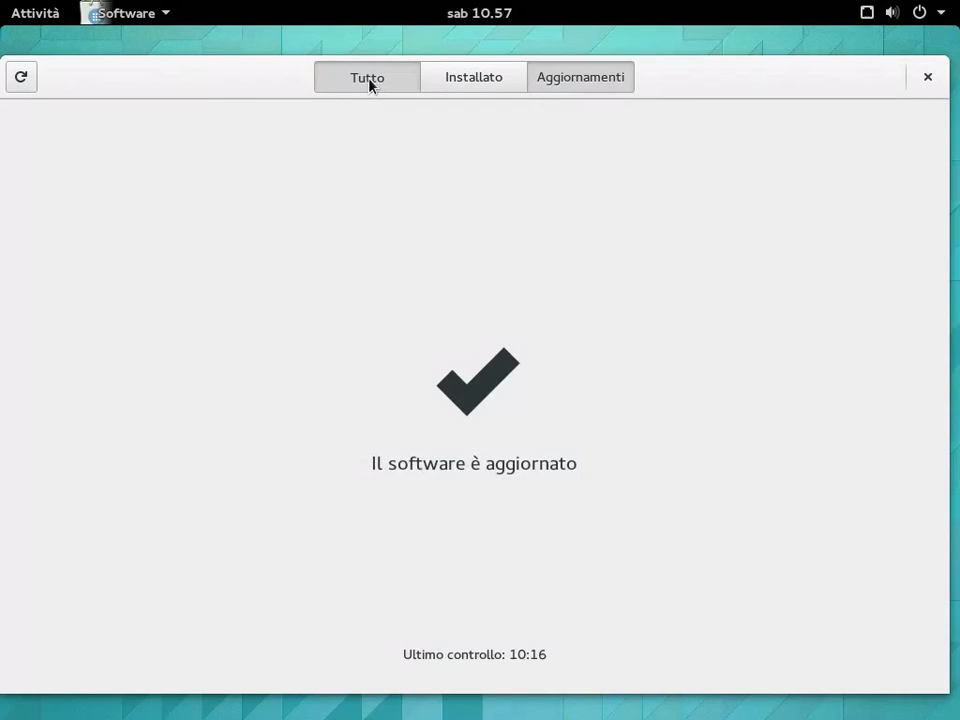 Attività Software sab 10.57
Tutto Installato Aggiornamenti
Il software è aggiornato
Ultimo controllo: 10:16